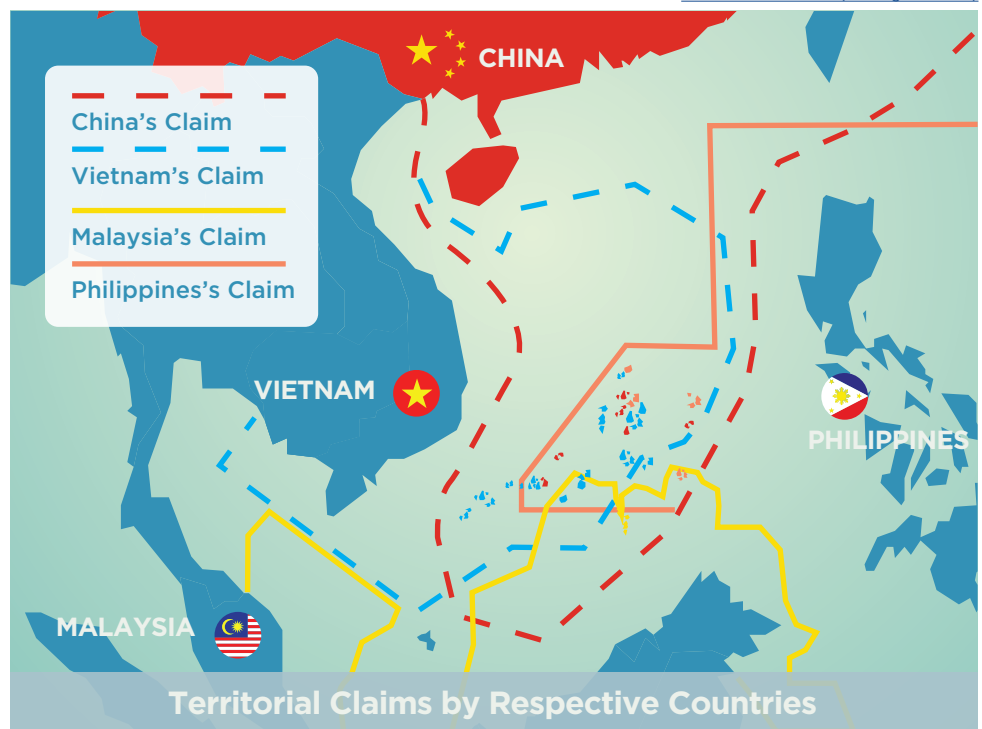 CHINA
China's Claim
Vietnam's Claim
Malaysia's Claim
Philippines's Claim
VIETNAM
PHILIPPINES
MALAYSIA
Territorial Claims by Respective Countries